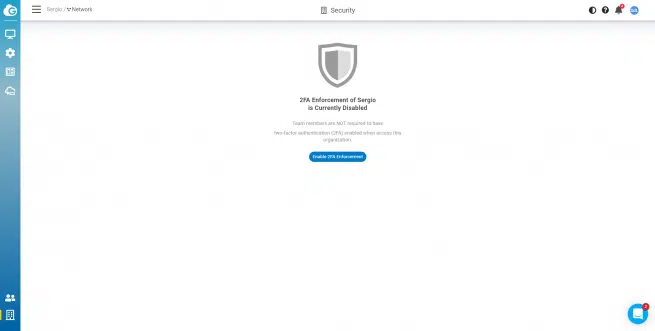 Sergio / Network
Security
2FA Enforcement of Sergio
is Currently Disabled
Team members are NOT required to have
two-factor-authentication (2FA) enabled when access this
organization.
Enable 2FA Enforcement